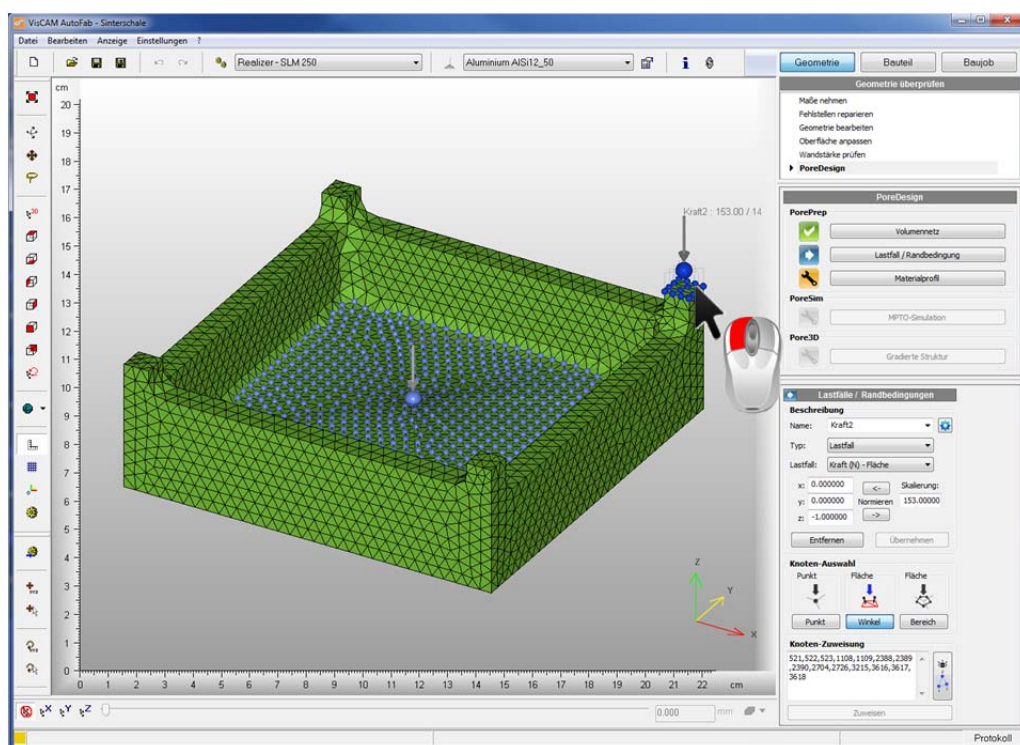 VisCAM AutoFab - Sinterschale
Datei Bearbeiten Anzeige Einstellungen ?
Realizer - SLM 250
Aluminium AlSi12_50
Geometrie Bauteil Baujob
Geometrie überprüfen
Maße nehmen
Fehlstellen reparieren
Geometrie bearbeiten
Oberfläche anpassen
Wandstärke prüfen
PoreDesign
PoreDesign
PorePrep
Volumennetz
Lastfall / Randbedingung
Materialprofil
PoreSim
MPTO-Simulation
Pore3D
Gradierte Struktur
Lastfälle / Randbedingungen
Beschreibung
Name: Kraft2
Typ: Lastfall
Lastfall: Kraft (N) - Fläche
x: 0.000000 <- Skalierung:
y: 0.000000 Normieren 153.00000
z: -1.000000 ->
Entfernen Übernehmen
Knoten-Auswahl
Punkt Fläche Fläche
Punkt Winkel Bereich
Knoten-Zuweisung
521,522,523,1108,1109,2388,2389
,2390,2704,2726,3215,3616,3617,
3618
Zuweisen
cm
20
19
18
17
16
15
14
13
12
11
10
9
8
7
6
5
4
3
2
1
0
Kraft2 : 153.00 / 14
Z
Y
X
0 1 2 3 4 5 6 7 8 9 10 11 12 13 14 15 16 17 18 19 20 21 22 cm
3D
XYZ
X Y Z 0.000 mm
Protokoll